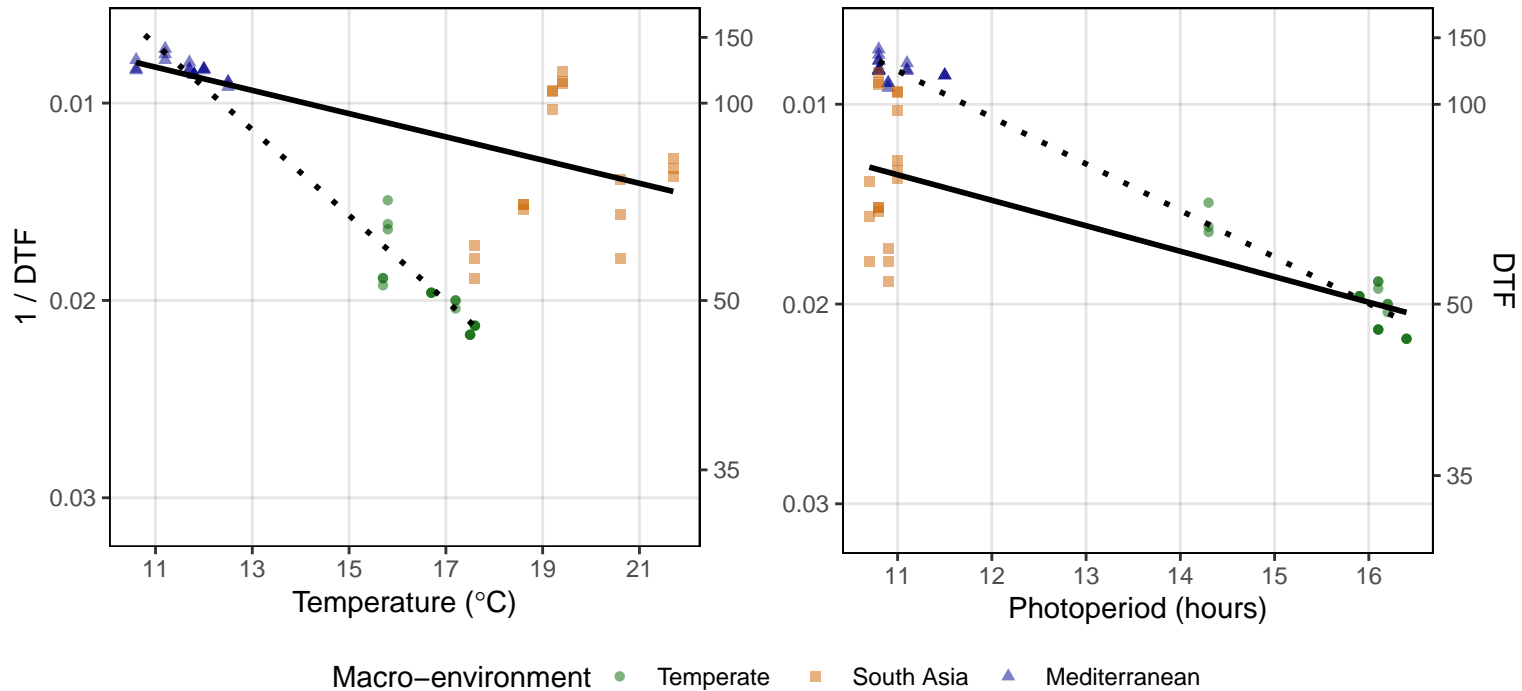 1 / DTF
0.01
0.02
0.03
150
100
50
35
11 13 15 17 19 21
Temperature (°C)
0.01
0.02
0.03
150
100
50
35
DTF
11 12 13 14 15 16
Photoperiod (hours)
Macro−environment Temperate South Asia Mediterranean